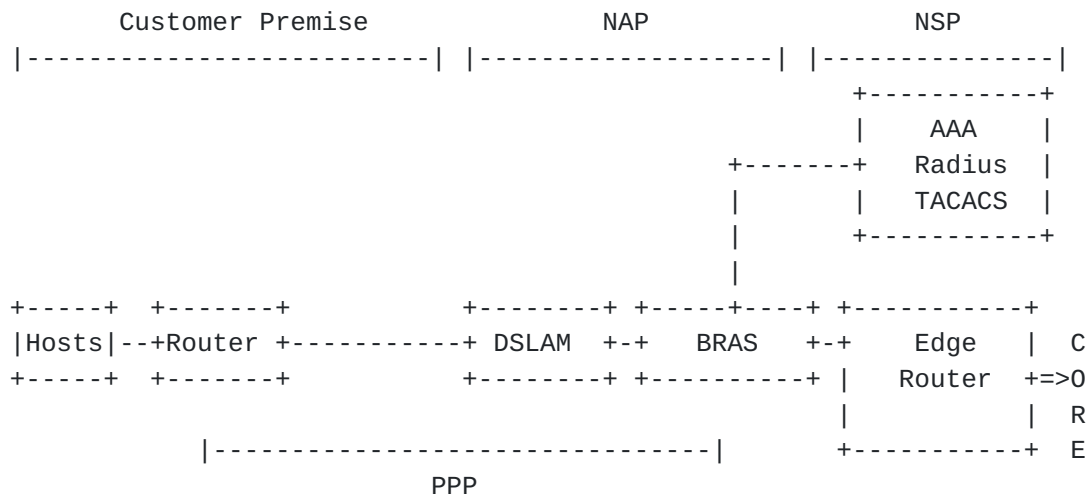 Customer Premise NAP NSP
|--------------------------| |-------------------| |---------------|
+-----------+
| AAA |
+-------+ Radius |
| | TACACS |
| +-----------+
|
+-----+ +-------+ +--------+ +-----+----+ +-----------+
|Hosts|--+Router +-----------+ DSLAM +-+ BRAS +-+ Edge | C
+-----+ +-------+ +--------+ +----------+ | Router +=>O
| | R
|--------------------------------| +-----------+ E
PPP